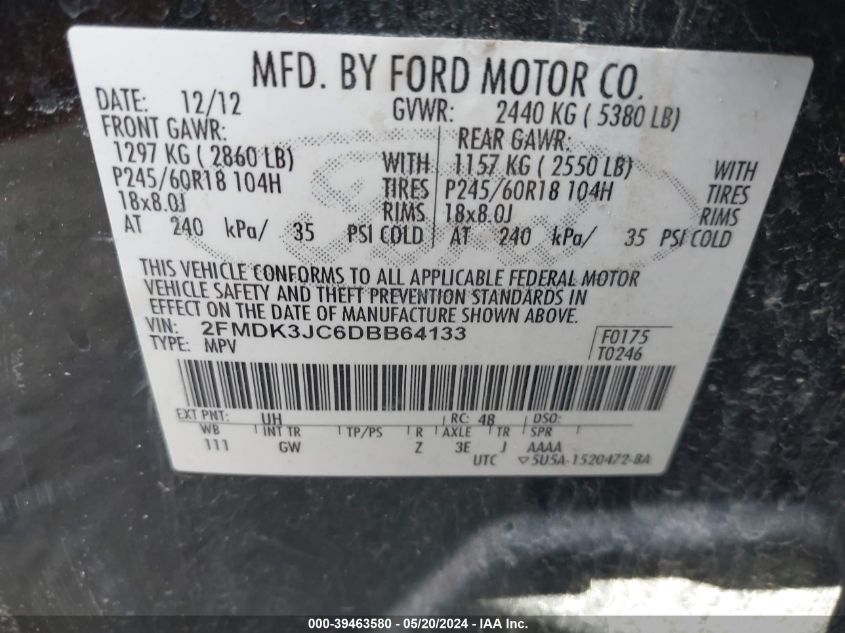 MFD. BY FORD MOTOR CO.
DATE: 12/12 GVWR: 2440 KG ( 5380 LB)
FRONT GAWR: REAR GAWR:
1297 KG ( 2860 LB) WITH 1157 KG ( 2550 LB) WITH
P245/60R18 104H TIRES P245/60R18 104H TIRES
18x8.0J RIMS 18x8.0J RIMS
AT 240 kPa/ 35 PSI COLD AT 240 kPa/ 35 PSI COLD
THIS VEHICLE CONFORMS TO ALL APPLICABLE FEDERAL MOTOR
VEHICLE SAFETY AND THEFT PREVENTION STANDARDS IN
EFFECT ON THE DATE OF MANUFACTURE SHOWN ABOVE.
VIN: 2FMDK3JC6DBB64133 F0175
TYPE: MPV T0246
EXT PNT: UH RC: 48 DSO:
WB INT TR TP/PS R AXLE TR SPR
111 GW Z 3E J AAAA
UTC ▽5U5A-1520472-BA
000-39463580 - 05/20/2024 - IAA Inc.